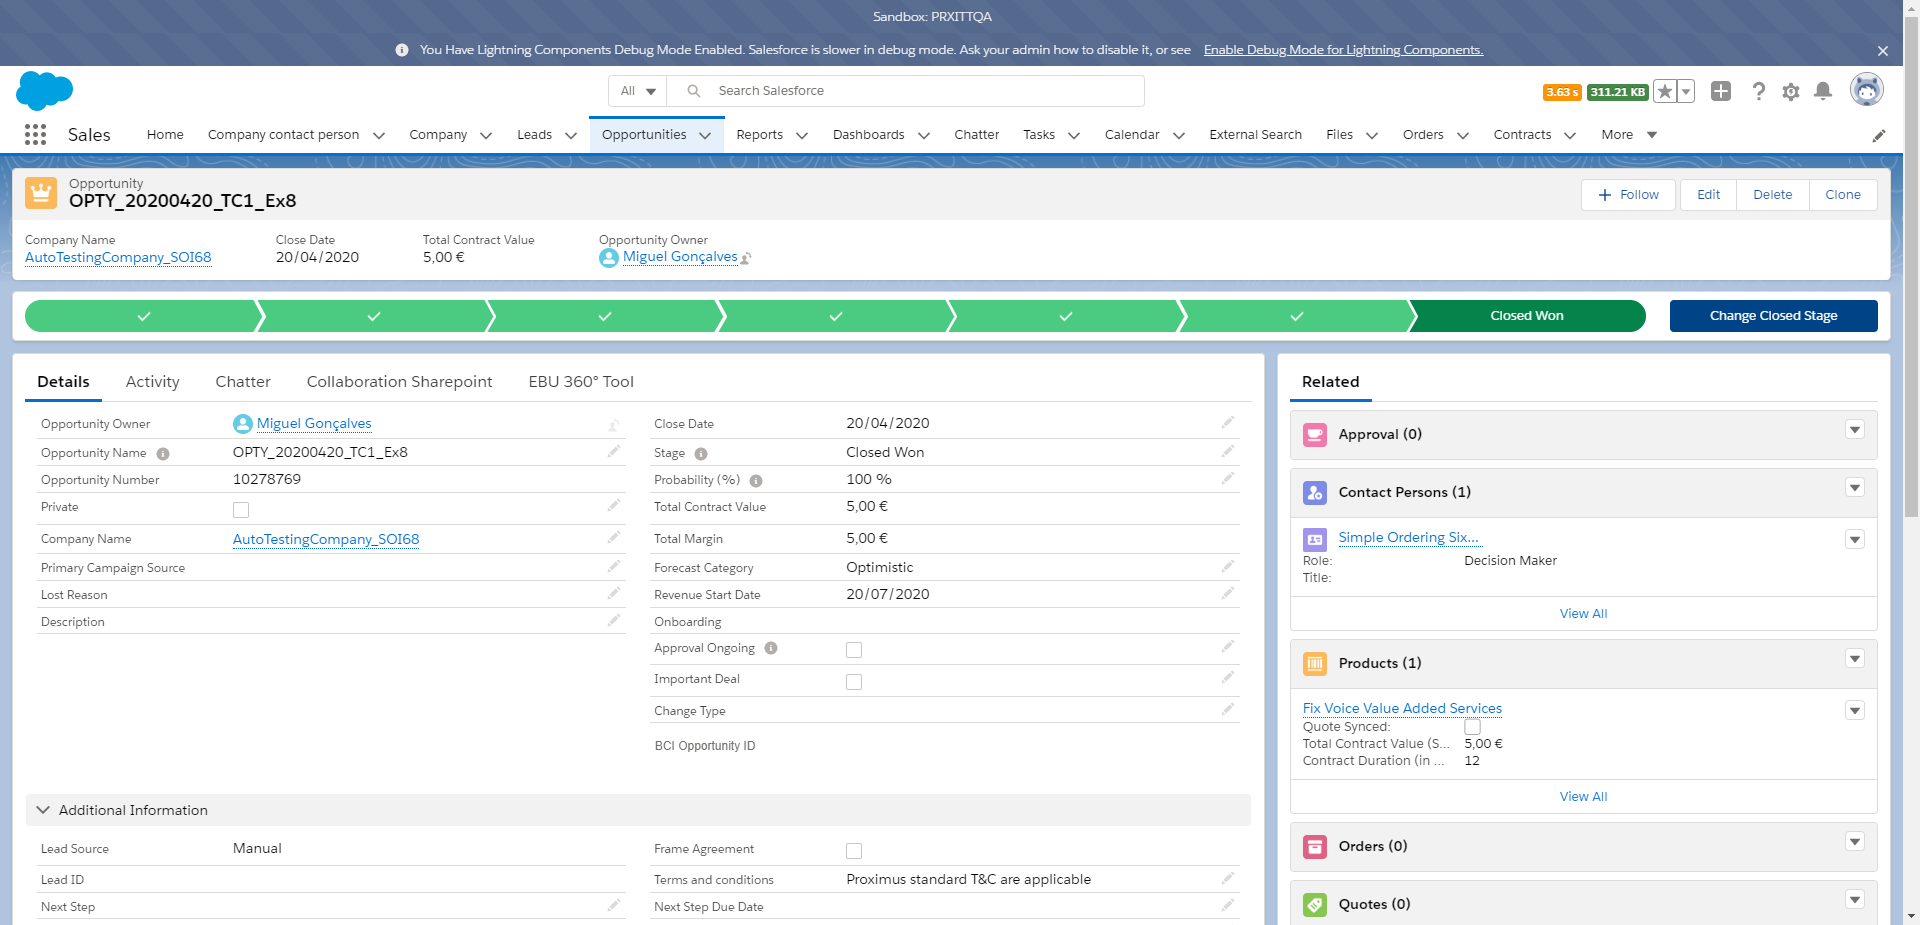 Sandbox: PRXITTQA
You Have Lightning Components Debug Mode Enabled. Salesforce is slower in debug mode. Ask your admin how to disable it, or see Enable Debug Mode for Lightning Components.
All
Search Salesforce
3.63 s
311.21 KB
Sales
Home
Company contact person
Company
Leads
Opportunities
Reports
Dashboards
Chatter
Tasks
Calendar
External Search
Files
Orders
Contracts
More
Opportunity
OPTY_20200420_TC1_Ex8
Follow
Edit
Delete
Clone
Company Name
AutoTestingCompany_SOI68
Close Date
20/04/2020
Total Contract Value
5,00 €
Opportunity Owner
Miguel Gonçalves
Closed Won
Change Closed Stage
Details
Activity
Chatter
Collaboration Sharepoint
EBU 360° Tool
Opportunity Owner
Miguel Gonçalves
Opportunity Name
OPTY_20200420_TC1_Ex8
Opportunity Number
10278769
Private
Company Name
AutoTestingCompany_SOI68
Primary Campaign Source
Lost Reason
Description
Close Date
20/04/2020
Stage
Closed Won
Probability (%)
100 %
Total Contract Value
5,00 €
Total Margin
5,00 €
Forecast Category
Optimistic
Revenue Start Date
20/07/2020
Onboarding
Approval Ongoing
Important Deal
Change Type
BCI Opportunity ID
Additional Information
Lead Source
Manual
Lead ID
Next Step
Frame Agreement
Terms and conditions
Proximus standard T&C are applicable
Next Step Due Date
Related
Approval (0)
Contact Persons (1)
Simple Ordering Six...
Role:
Decision Maker
Title:
View All
Products (1)
Fix Voice Value Added Services
Quote Synced:
Total Contract Value (S...
5,00 €
Contract Duration (in ...
12
View All
Orders (0)
Quotes (0)